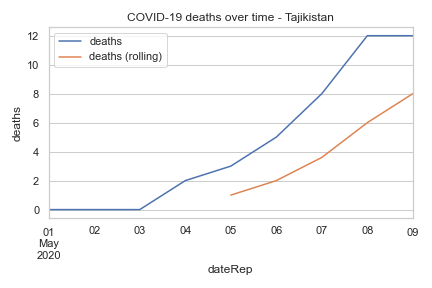 COVID-19 deaths over time - Tajikistan
deaths
deaths (rolling)
12
10
8
6
4
2
0
deaths
01 02 03 04 05 06 07 08 09
May
2020
dateRep